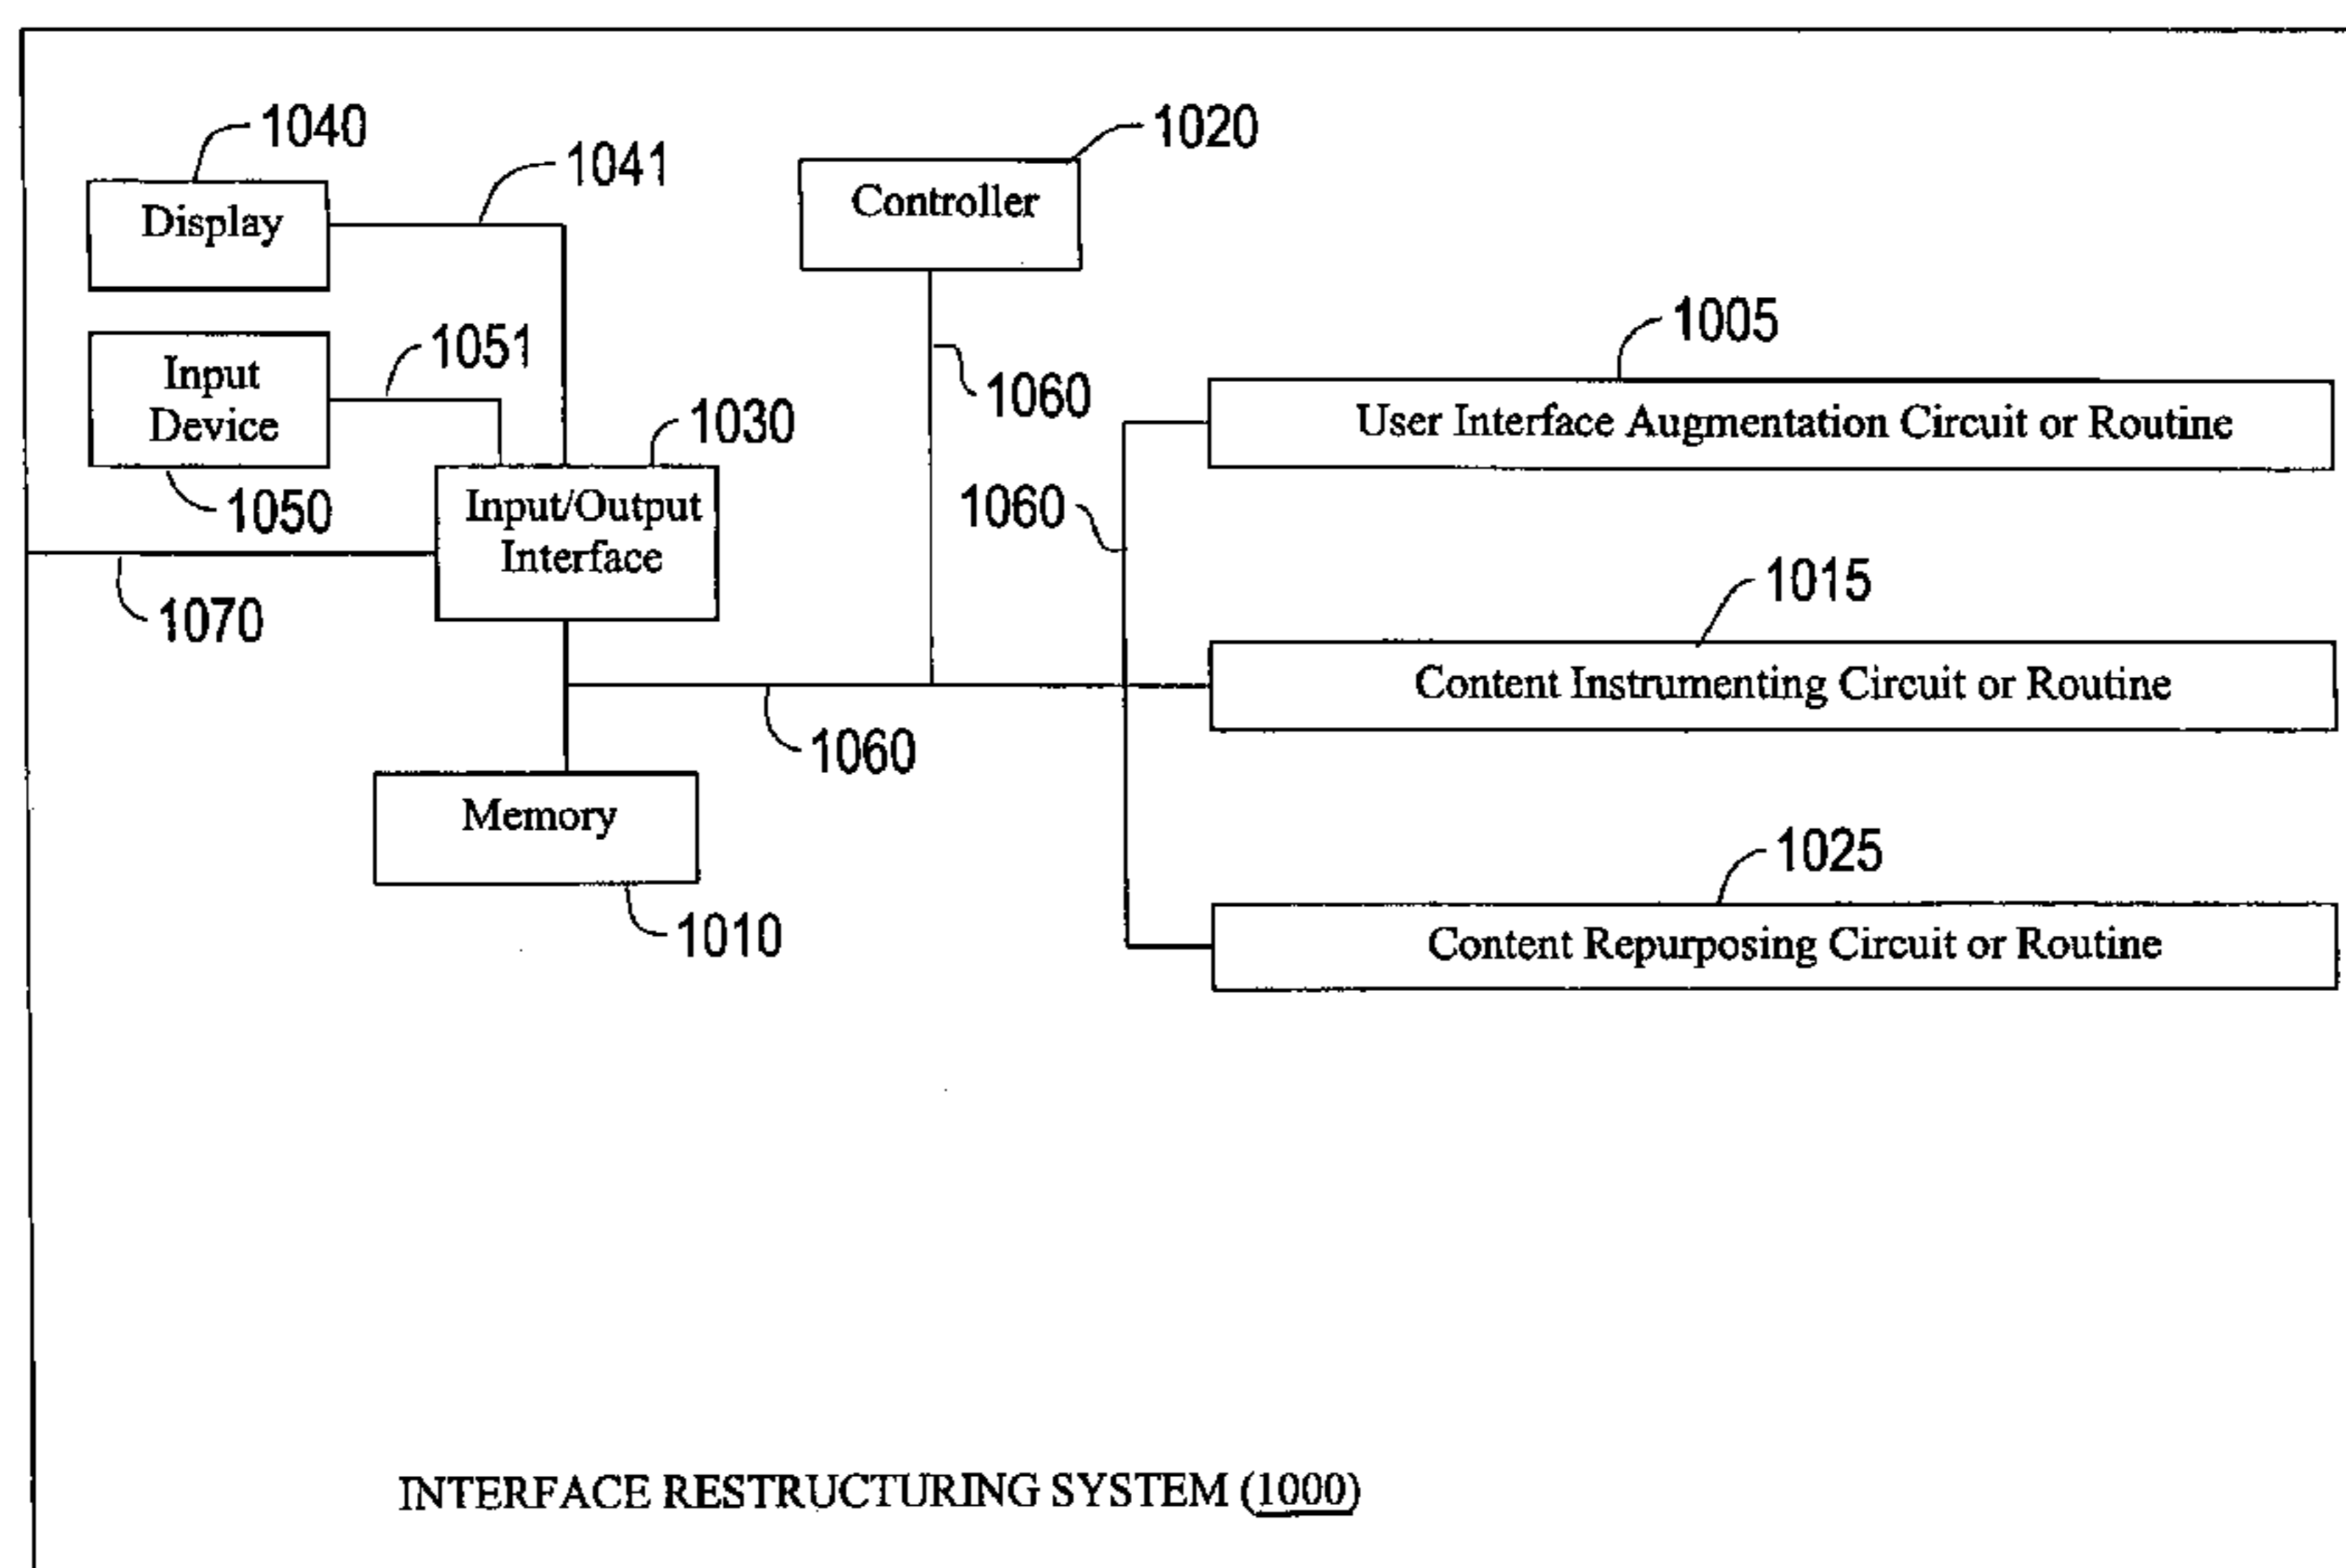 1040
1041
1020
Display
Controller
1051
1005
Input
Device
1060
1030
User Interface Augmentation Circuit or Routine
1050
Input/Output
Interface
1060
1070
1015
Content Instrumenting Circuit or Routine
1060
Memory
1025
1010
Content Repurposing Circuit or Routine
INTERFACE RESTRUCTURING SYSTEM (1000)